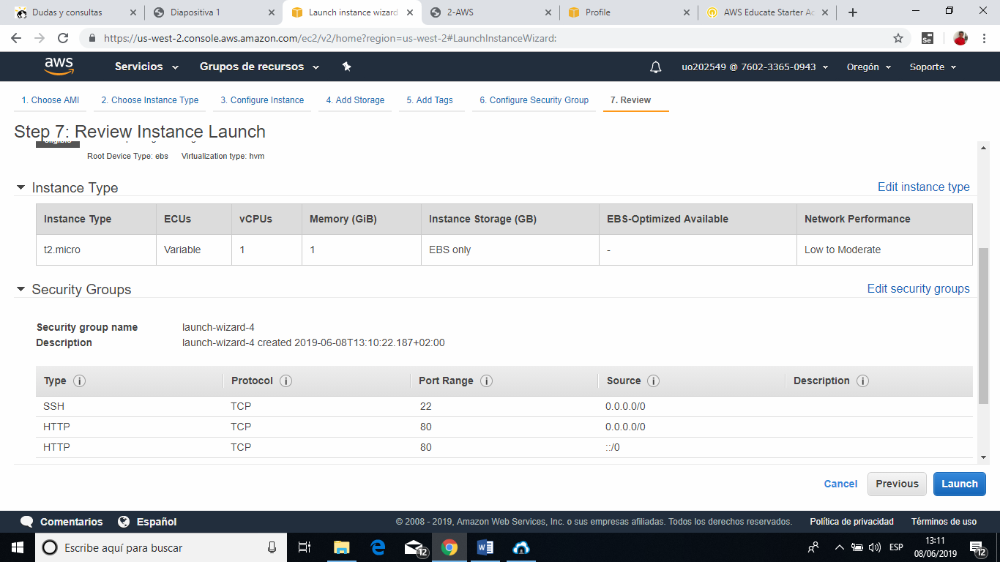 Dudas y consultas
Diapositiva 1
Launch instance wizard
2-AWS
Profile
AWS Educate Starter Ac
https://us-west-2.console.aws.amazon.com/ec2/v2/home?region=us-west-2#LaunchInstanceWizard:
Se
aws Servicios Grupos de recursos uo202549 @ 7602-3365-0943 Oregón Soporte
1. Choose AMI 2. Choose Instance Type 3. Configure Instance 4. Add Storage 5. Add Tags 6. Configure Security Group 7. Review
Step 7: Review Instance Launch
Root Device Type: ebs Virtualization type: hvm
Instance Type Edit instance type
Instance Type ECUs vCPUs Memory (GiB) Instance Storage (GB) EBS-Optimized Available Network Performance
t2.micro Variable 1 1 EBS only - Low to Moderate
Security Groups Edit security groups
Security group name launch-wizard-4
Description launch-wizard-4 created 2019-06-08T13:10:22.187+02:00
Type i Protocol i Port Range i Source i Description i
SSH TCP 22 0.0.0.0/0
HTTP TCP 80 0.0.0.0/0
HTTP TCP 80 ::/0
Cancel Previous Launch
Comentarios Español © 2008 - 2019, Amazon Web Services, Inc. o sus empresas afiliadas. Todos los derechos reservados. Política de privacidad Términos de uso
Escribe aquí para buscar 12 ESP 13:11
08/06/2019 12